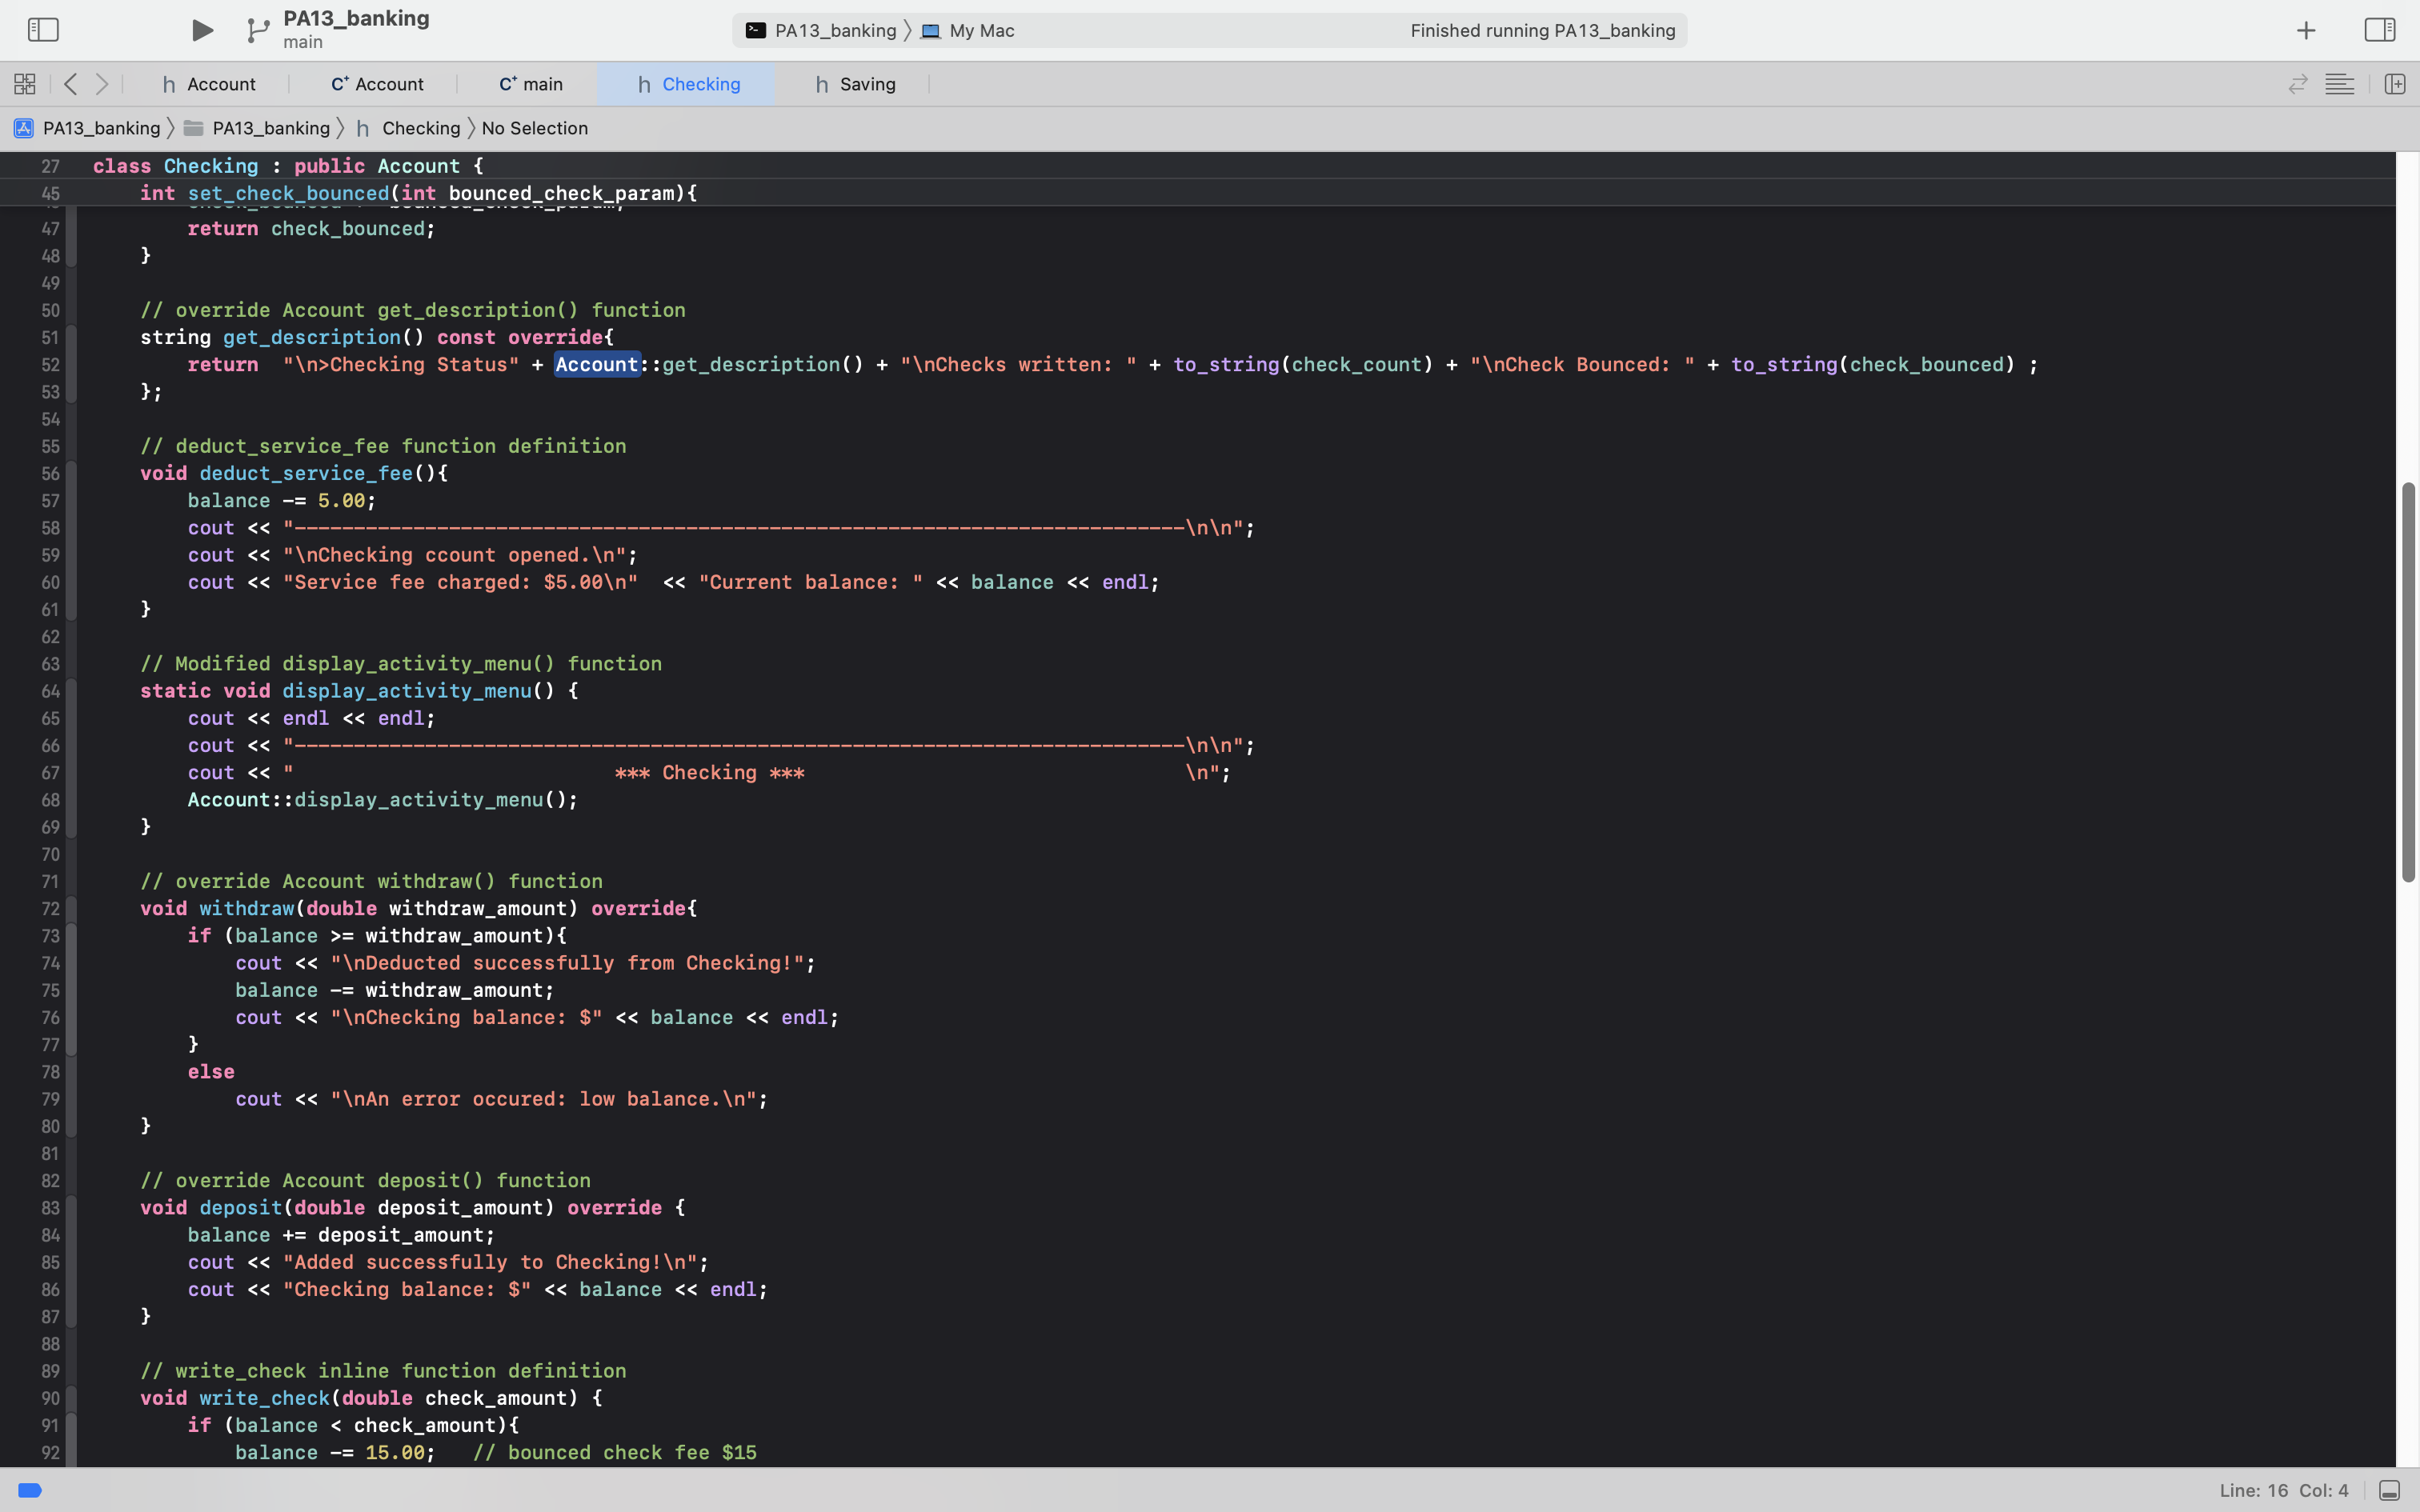 PA13_banking
main
PA13_banking 〉 My Mac Finished running PA13_banking
h Account C+ Account C+ main h Checking h Saving
PA13_banking 〉 PA13_banking 〉 h Checking 〉 No Selection
27 class Checking : public Account {
45     int set_check_bounced(int bounced_check_param){
47         return check_bounced;
48     }
49
50     // override Account get_description() function
51     string get_description() const override{
52         return  "\n>Checking Status" + Account::get_description() + "\nChecks written: " + to_string(check_count) + "\nCheck Bounced: " + to_string(check_bounced) ;
53     };
54
55     // deduct_service_fee function definition
56     void deduct_service_fee(){
57         balance -= 5.00;
58         cout << "---------------------------------------------------------------------------\n\n";
59         cout << "\nChecking ccount opened.\n";
60         cout << "Service fee charged: $5.00\n"  << "Current balance: " << balance << endl;
61     }
62
63     // Modified display_activity_menu() function
64     static void display_activity_menu() {
65         cout << endl << endl;
66         cout << "---------------------------------------------------------------------------\n\n";
67         cout << "                           *** Checking ***                                \n";
68         Account::display_activity_menu();
69     }
70
71     // override Account withdraw() function
72     void withdraw(double withdraw_amount) override{
73         if (balance >= withdraw_amount){
74             cout << "\nDeducted successfully from Checking!";
75             balance -= withdraw_amount;
76             cout << "\nChecking balance: $" << balance << endl;
77         }
78         else
79             cout << "\nAn error occured: low balance.\n";
80     }
81
82     // override Account deposit() function
83     void deposit(double deposit_amount) override {
84         balance += deposit_amount;
85         cout << "Added successfully to Checking!\n";
86         cout << "Checking balance: $" << balance << endl;
87     }
88
89     // write_check inline function definition
90     void write_check(double check_amount) {
91         if (balance < check_amount){
92             balance -= 15.00;   // bounced check fee $15
Line: 16 Col: 4